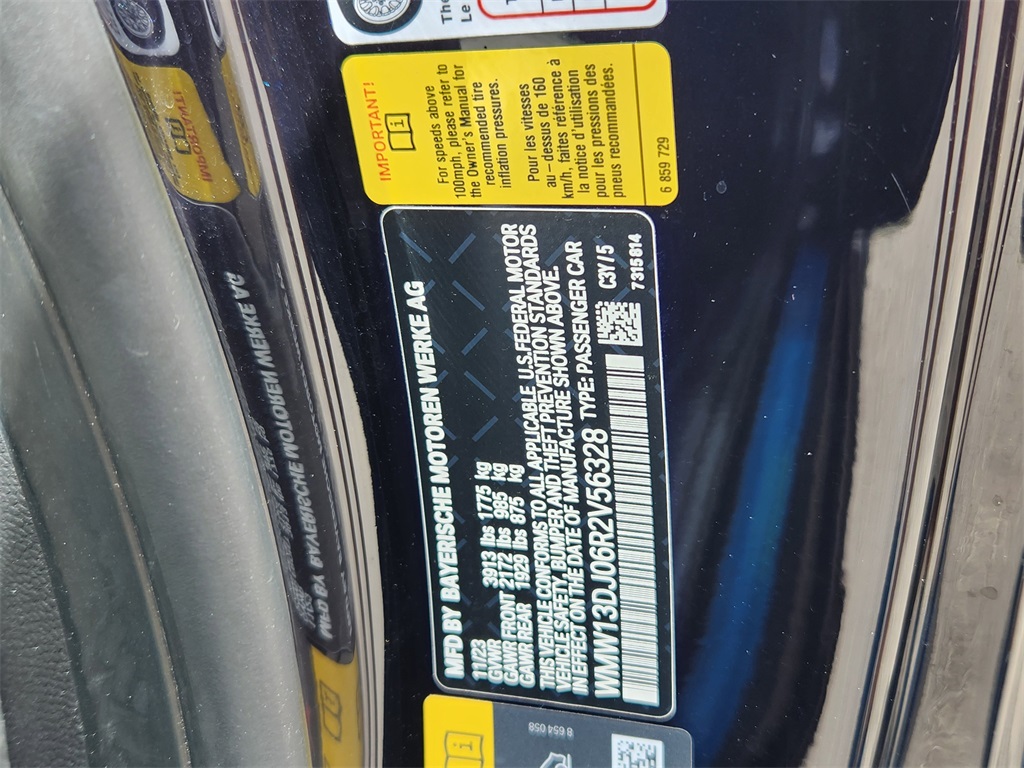 MFD BY BAYERISCHE MOTOREN WERKE AG
11/23
GVWR 3913 lbs 1775 kg
GAWR FRONT 2172 lbs 985 kg
GAWR REAR 1929 lbs 875 kg
THIS VEHICLE CONFORMS TO ALL APPLICABLE U.S. FEDERAL MOTOR
VEHICLE SAFETY, BUMPER AND THEFT PREVENTION STANDARDS
IN EFFECT ON THE DATE OF MANUFACTURE SHOWN ABOVE.
WMW13DJ06R2V56328 TYPE: PASSENGER CAR
C3Y / 5
7 315 614
IMPORTANT!
For speeds above
100mph, please refer to
the Owner's Manual for
recommended tire
inflation pressures.
Pour les vitesses
au – dessus de 160
km/h, faites référence à
la notice d'utilisation
pour les pressions des
pneus recommandées.
6 859 729
The
Le
8 654 058